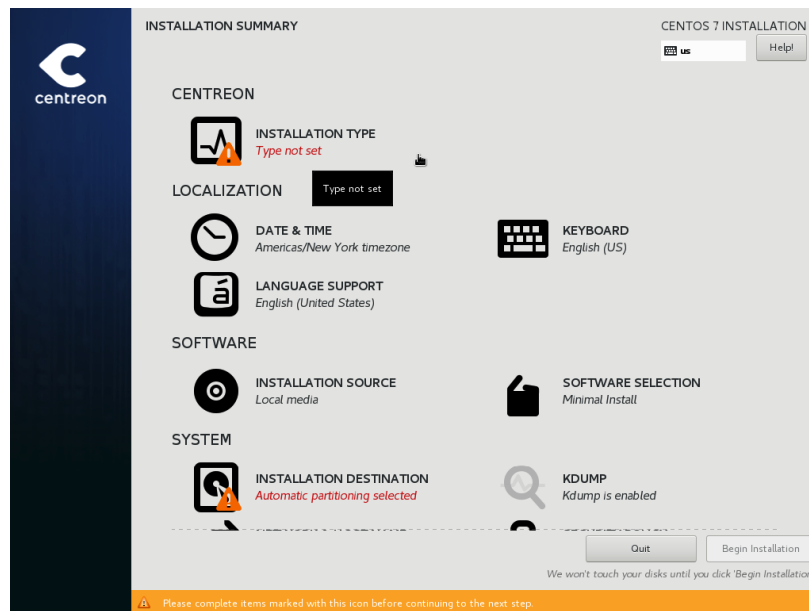 INSTALLATION SUMMARY
CENTOS 7 INSTALLATION
us
Help!
centreon
CENTREON
INSTALLATION TYPE
Type not set
Type not set
LOCALIZATION
DATE & TIME
Americas/New York timezone
KEYBOARD
English (US)
á
LANGUAGE SUPPORT
English (United States)
SOFTWARE
INSTALLATION SOURCE
Local media
SOFTWARE SELECTION
Minimal Install
SYSTEM
INSTALLATION DESTINATION
Automatic partitioning selected
KDUMP
Kdump is enabled
Quit
Begin Installation
We won't touch your disks until you click 'Begin Installation
Please complete items marked with this icon before continuing to the next step.